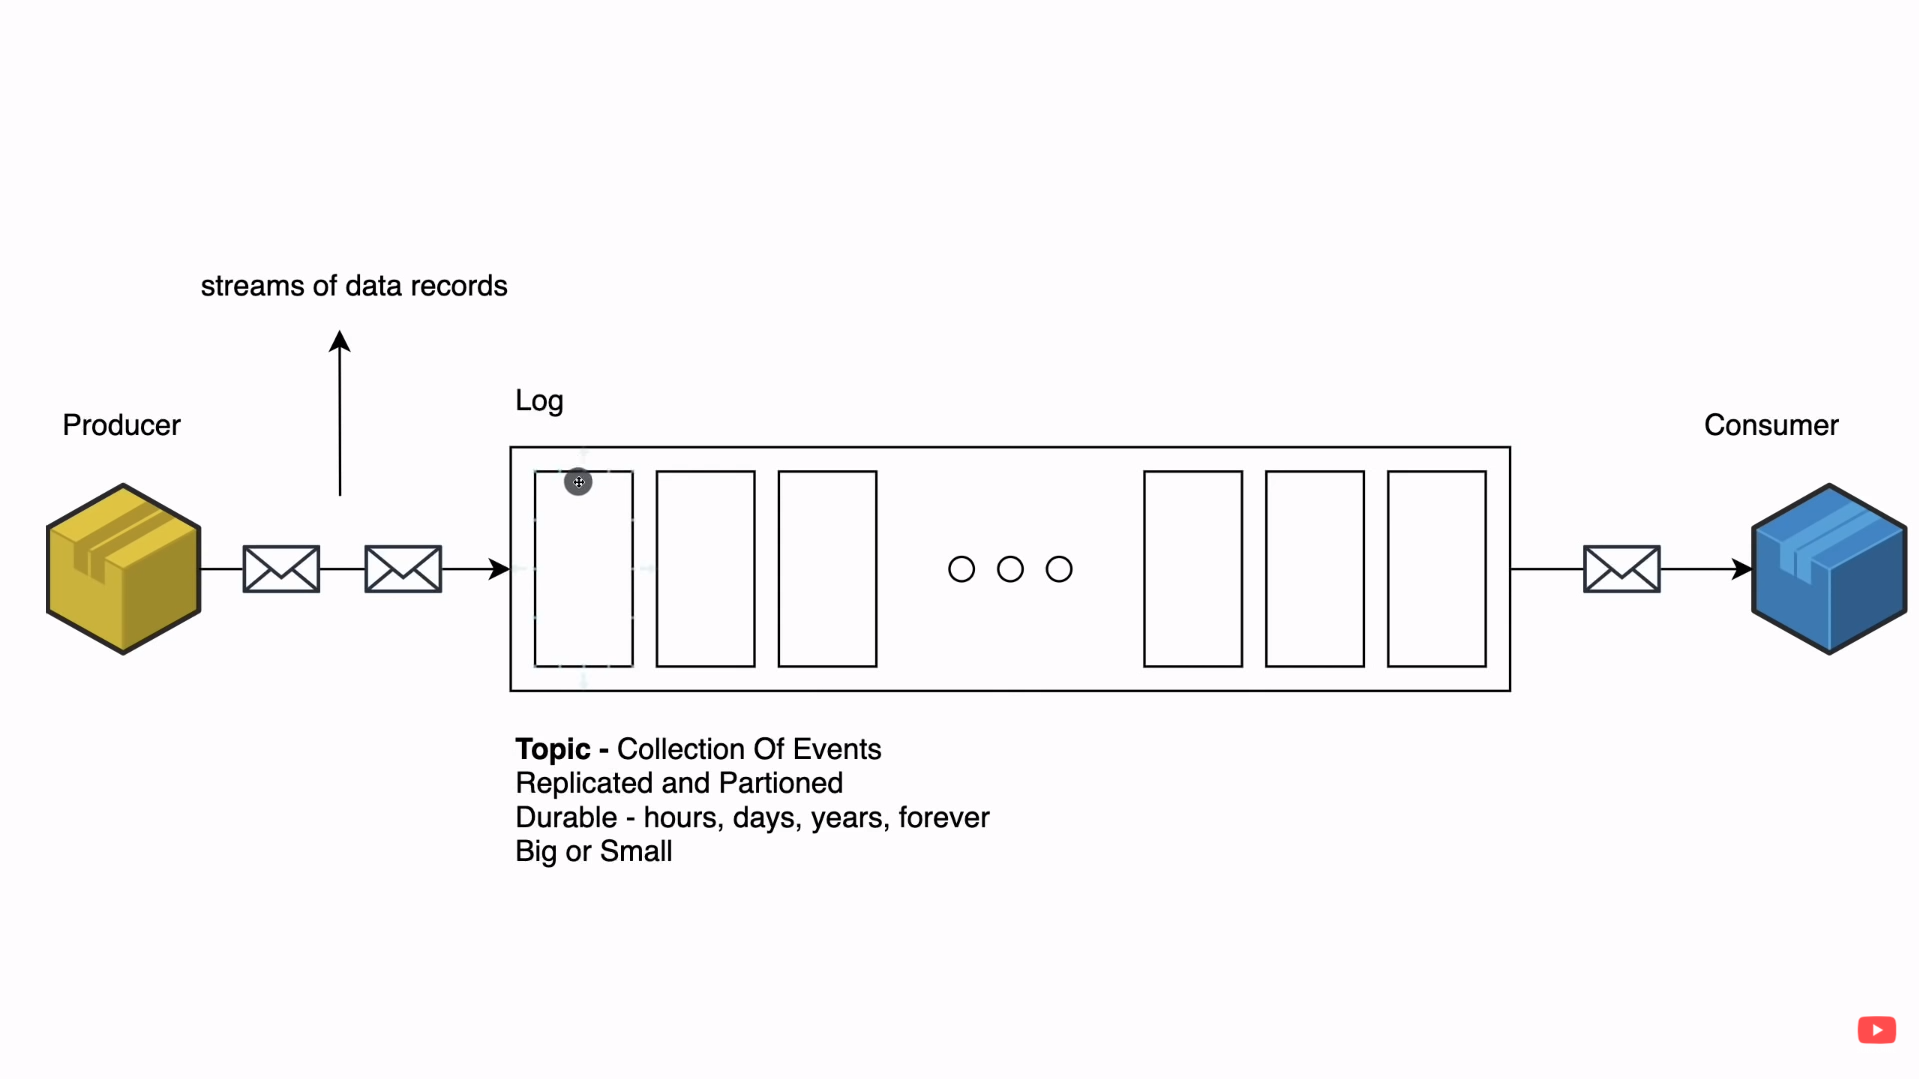 streams of data records
Log
Producer
Consumer
Topic - Collection Of Events
Replicated and Partioned
Durable - hours, days, years, forever
Big or Small